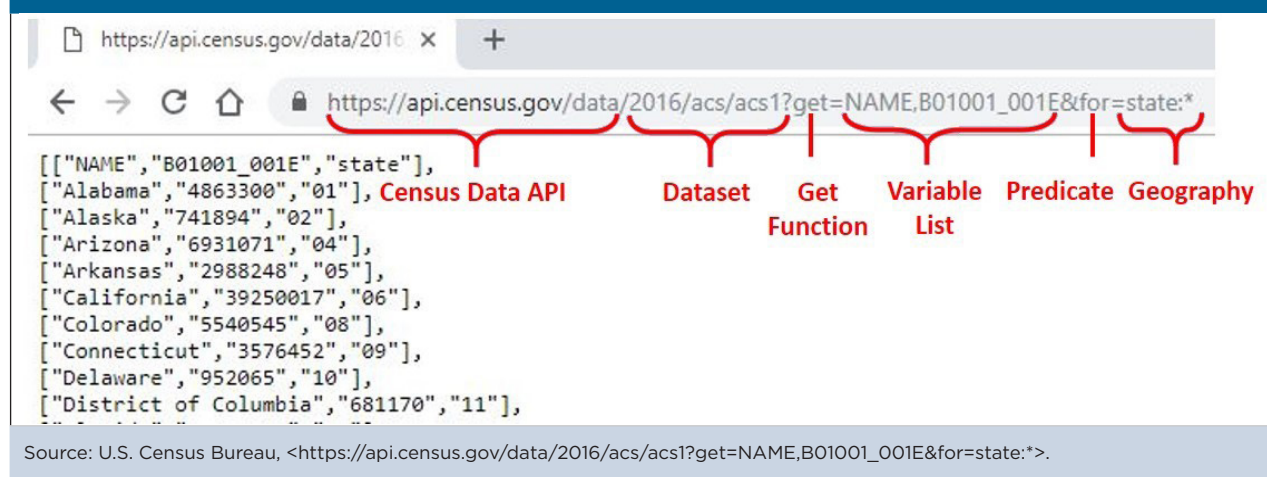 https://api.census.gov/data/2016
https://api.census.gov/data/2016/acs/acs1?get=NAME,B01001_001E&for=state:*
[["NAME","B01001_001E","state"],
["Alabama","4863300","01"],
Census Data API
Dataset
Get Function
Variable List
Predicate
Geography
["Alaska","741894","02"],
["Arizona","6931071","04"],
["Arkansas","2988248","05"],
["California","39250017","06"],
["Colorado","5540545","08"],
["Connecticut","3576452","09"],
["Delaware","952065","10"],
["District of Columbia","681170","11"],
Source: U.S. Census Bureau, <https://api.census.gov/data/2016/acs/acs1?get=NAME,B01001_001E&for=state:*>.